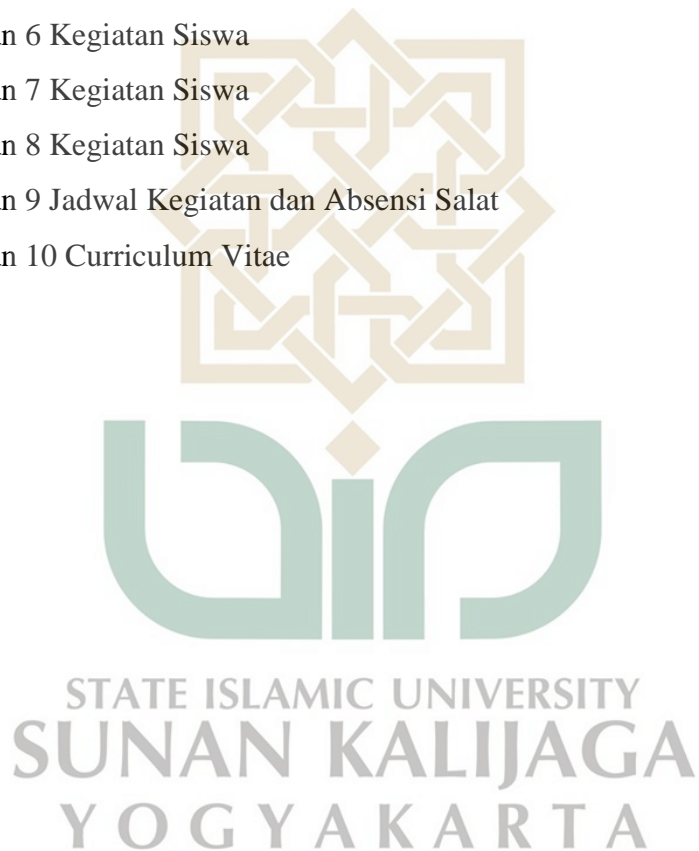 n 6 Kegiatan Siswa
n 7 Kegiatan Siswa
n 8 Kegiatan Siswa
n 9 Jadwal Kegiatan dan Absensi Salat
n 10 Curriculum Vitae
STATE ISLAMIC UNIVERSITY
SUNAN KALIJAGA
YOGYAKARTA